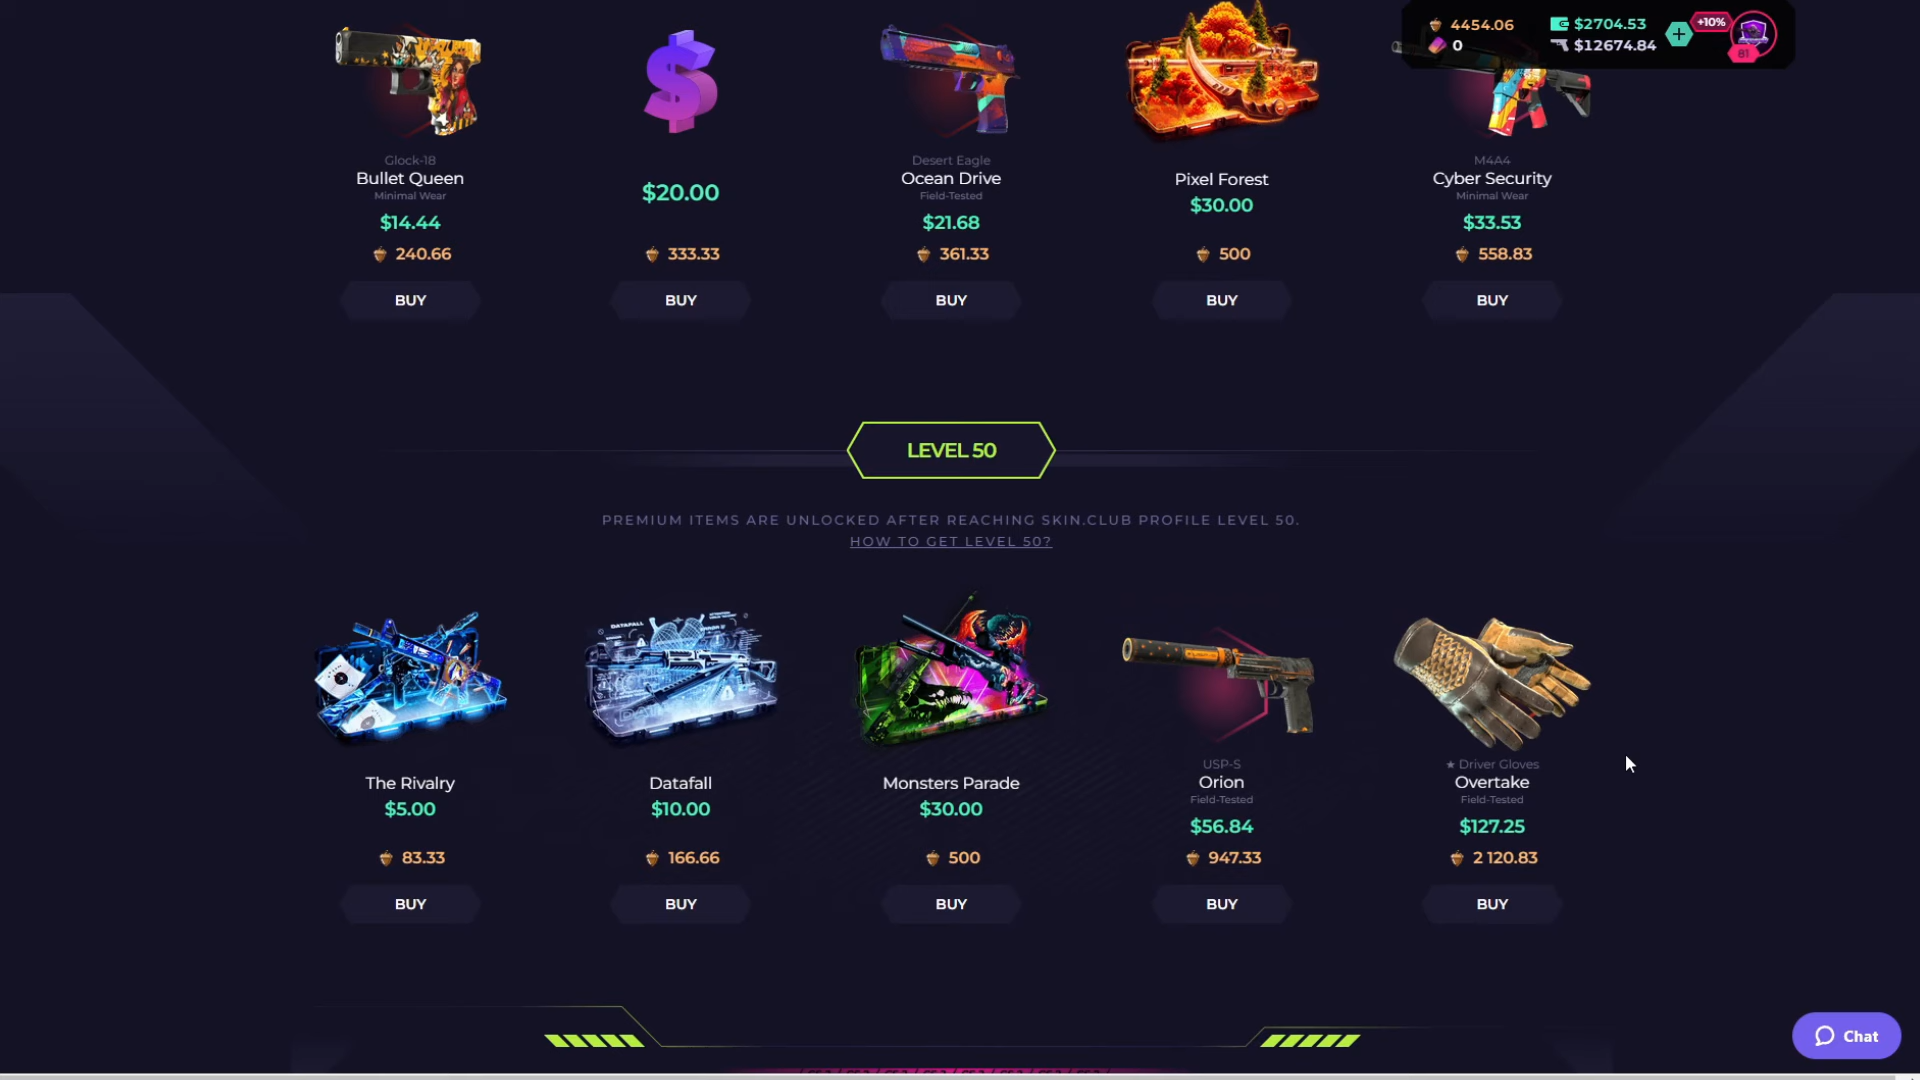 4454.06
$2704.53
+10%
0
$12674.84
81
Glock-18
Bullet Queen
Minimal Wear
$14.44
240.66
BUY
$20.00
333.33
BUY
Desert Eagle
Ocean Drive
Field-Tested
$21.68
361.33
BUY
Pixel Forest
$30.00
500
BUY
M4A4
Cyber Security
Minimal Wear
$33.53
558.83
BUY
LEVEL 50
PREMIUM ITEMS ARE UNLOCKED AFTER REACHING SKIN.CLUB PROFILE LEVEL 50.
HOW TO GET LEVEL 50?
The Rivalry
$5.00
83.33
BUY
DATAFALL
Datafall
$10.00
166.66
BUY
Monsters Parade
$30.00
500
BUY
USP-S
Orion
Field-Tested
$56.84
947.33
BUY
★ Driver Gloves
Overtake
Field-Tested
$127.25
2 120.83
BUY
Chat